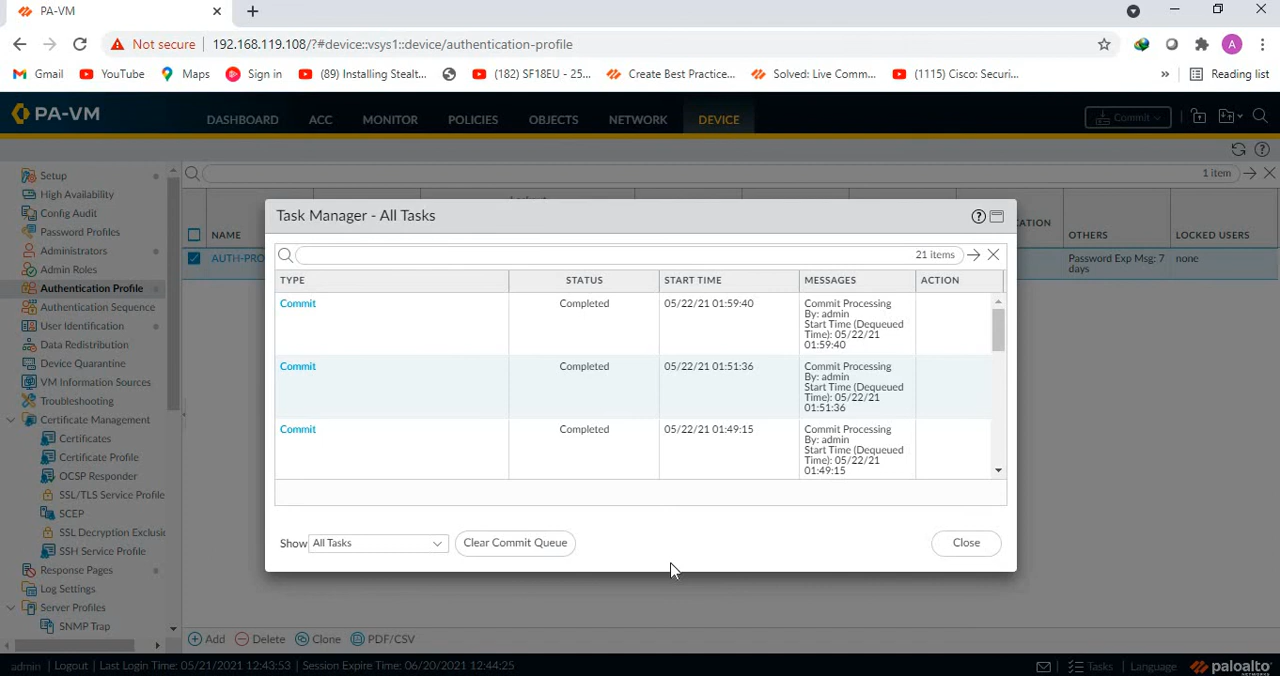 PA-VM
Not secure 192.168.119.108/?#device::vsys1::device/authentication-profile A
Gmail YouTube Maps Sign in (89) Installing Stealt... (182) SF18EU - 25... Create Best Practice... Solved: Live Comm... (1115) Cisco: Securi... » Reading list
PA-VM DASHBOARD ACC MONITOR POLICIES OBJECTS NETWORK DEVICE Commit
1 item
Setup
High Availability
Config Audit
Password Profiles
Administrators
Admin Roles
Authentication Profile
Authentication Sequence
User Identification
Data Redistribution
Device Quarantine
VM Information Sources
Troubleshooting
Certificate Management
Certificates
Certificate Profile
OCSP Responder
SSL/TLS Service Profile
SCEP
SSL Decryption Exclusio
SSH Service Profile
Response Pages
Log Settings
Server Profiles
SNMP Trap
NAME OTHERS LOCKED USERS
CATION
AUTH-PRO Password Exp Msg: 7 none
days
Task Manager - All Tasks
21 items
TYPE STATUS START TIME MESSAGES ACTION
Commit Completed 05/22/21 01:59:40 Commit Processing
By: admin
Start Time (Dequeued
Time): 05/22/21
01:59:40
Commit Completed 05/22/21 01:51:36 Commit Processing
By: admin
Start Time (Dequeued
Time): 05/22/21
01:51:36
Commit Completed 05/22/21 01:49:15 Commit Processing
By: admin
Start Time (Dequeued
Time): 05/22/21
01:49:15
Show All Tasks Clear Commit Queue Close
Add Delete Clone PDF/CSV
admin | Logout | Last Login Time: 05/21/2021 12:43:53 | Session Expire Time: 06/20/2021 12:44:25 Tasks | Language paloalto
NETWORKS